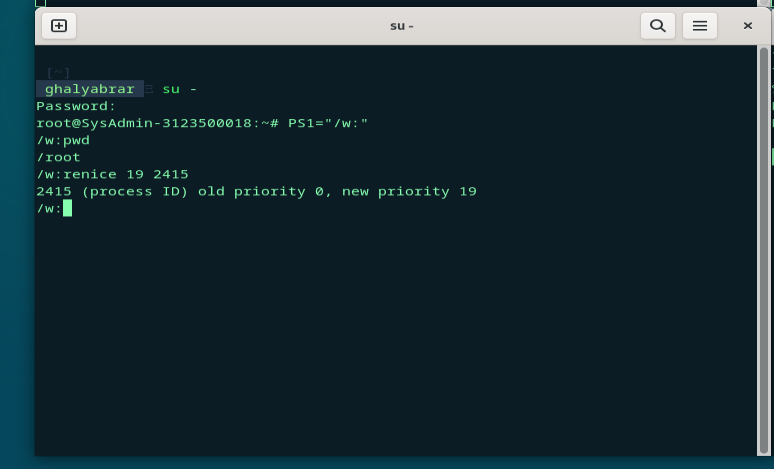 su -
[~]
ghalyabrar su -
Password:
root@SysAdmin-3123500018:~# PS1="/w:"
/w:pwd
/root
/w:renice 19 2415
2415 (process ID) old priority 0, new priority 19
/w: